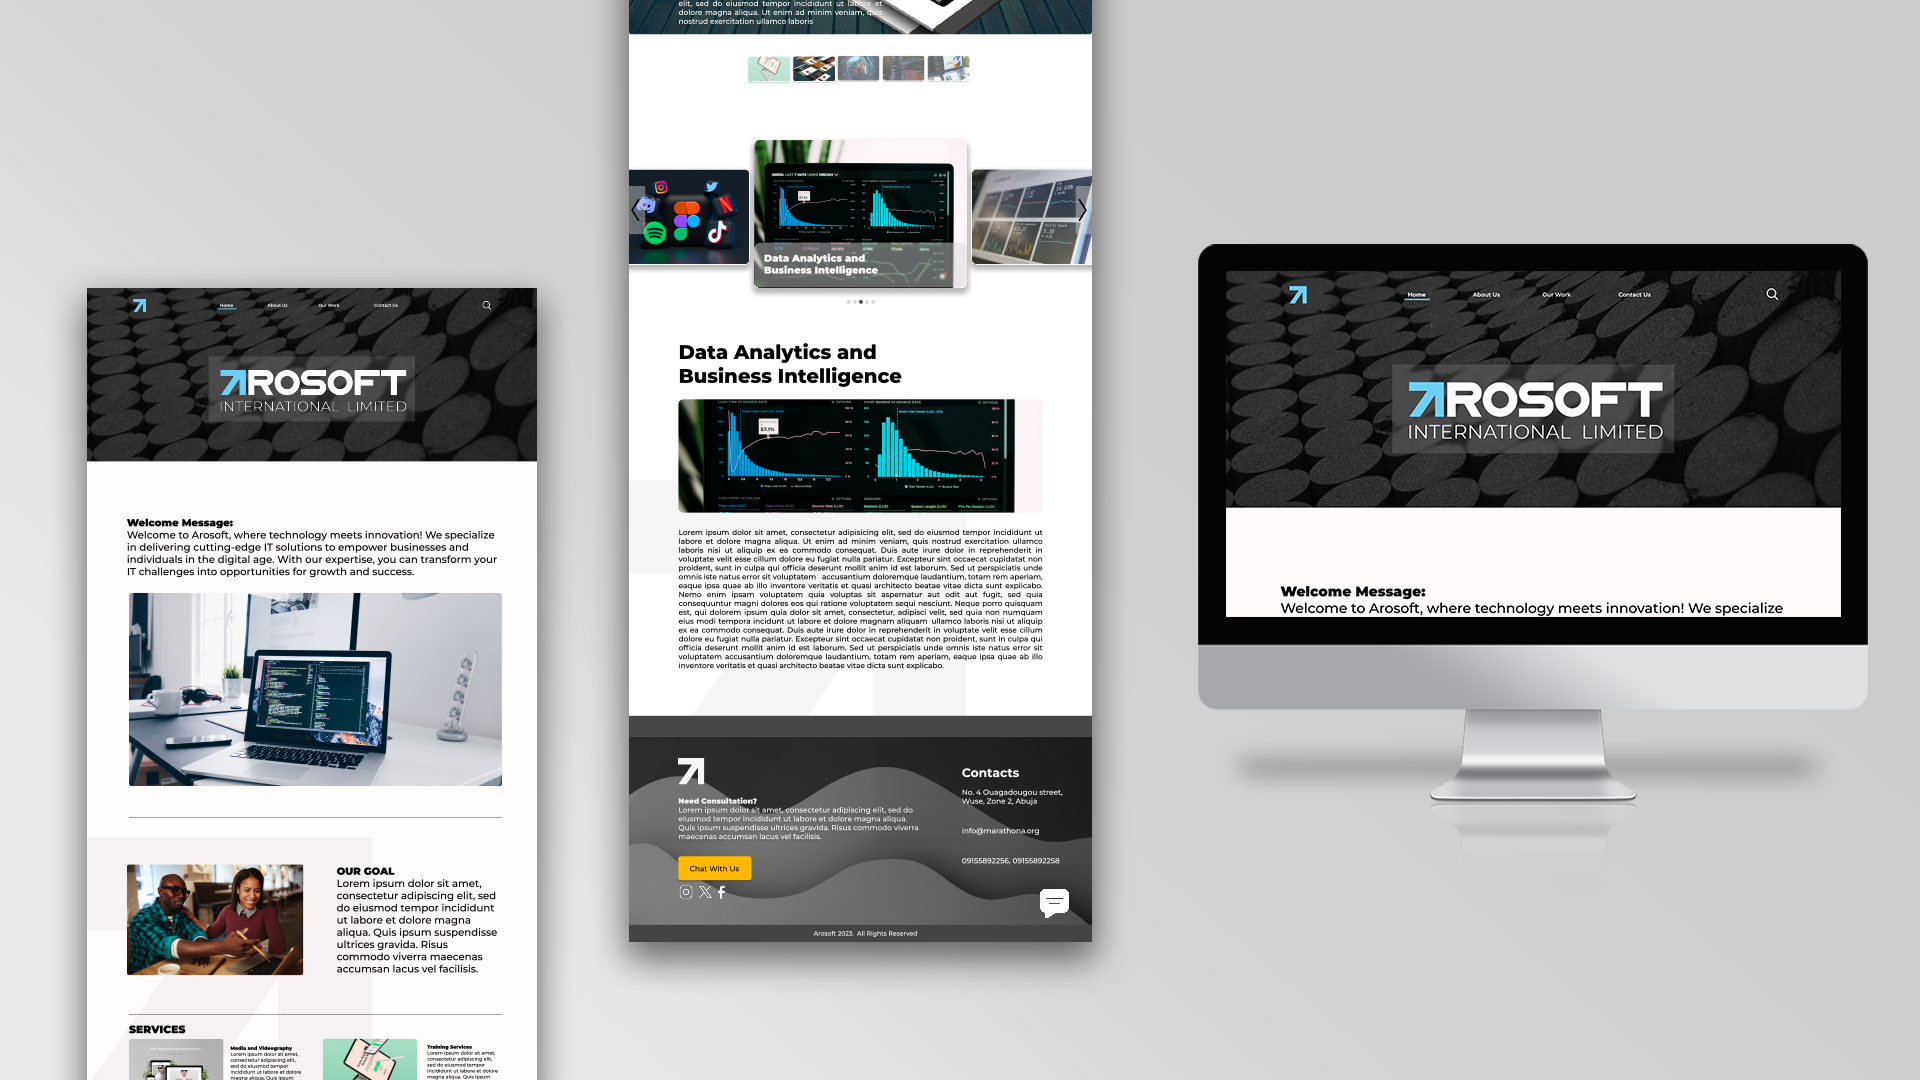 Home
About Us
Our Work
Contact Us
AROSOFT
INTERNATIONAL LIMITED
Welcome Message:
Welcome to Arosoft, where technology meets innovation! We specialize
in delivering cutting-edge IT solutions to empower businesses and
individuals in the digital age. With our expertise, you can transform your
IT challenges into opportunities for growth and success.
OUR GOAL
Lorem ipsum dolor sit amet,
consectetur adipiscing elit, sed
do eiusmod tempor incididunt
ut labore et dolore magna
aliqua. Quis ipsum suspendisse
ultrices gravida. Risus
commodo viverra maecenas
accumsan lacus vel facilisis.
SERVICES
Media and Videography
Lorem ipsum dolor sit amet,
consectetur adipiscing elit,
sed do eiusmod tempor
incididunt ut labore et dolore
magna aliqua. Quis ipsum
Training Services
Lorem ipsum dolor sit amet,
consectetur adipiscing elit,
sed do eiusmod tempor
incididunt ut labore et dolore
magna aliqua. Quis ipsum
elit, sed do eiusmod tempor incididunt ut labore et
dolore magna aliqua. Ut enim ad minim veniam, quis
nostrud exercitation ullamco laboris
USERS: LAST 7 DAYS USING MEDIAN
Data Analytics and
Business Intelligence
Data Analytics and
Business Intelligence
57.1%
Lorem ipsum dolor sit amet, consectetur adipisicing elit, sed do eiusmod tempor incididunt ut
labore et dolore magna aliqua. Ut enim ad minim veniam, quis nostrud exercitation ullamco
laboris nisi ut aliquip ex ea commodo consequat. Duis aute irure dolor in reprehenderit in
voluptate velit esse cillum dolore eu fugiat nulla pariatur. Excepteur sint occaecat cupidatat non
proident, sunt in culpa qui officia deserunt mollit anim id est laborum. Sed ut perspiciatis unde
omnis iste natus error sit voluptatem accusantium doloremque laudantium, totam rem aperiam,
eaque ipsa quae ab illo inventore veritatis et quasi architecto beatae vitae dicta sunt explicabo.
Nemo enim ipsam voluptatem quia voluptas sit aspernatur aut odit aut fugit, sed quia
consequuntur magni dolores eos qui ratione voluptatem sequi nesciunt. Neque porro quisquam
est, qui dolorem ipsum quia dolor sit amet, consectetur, adipisci velit, sed quia non numquam
eius modi tempora incidunt ut labore et dolore magnam aliquam ullamco laboris nisi ut aliquip
ex ea commodo consequat. Duis aute irure dolor in reprehenderit in voluptate velit esse cillum
dolore eu fugiat nulla pariatur. Excepteur sint occaecat cupidatat non proident, sunt in culpa qui
officia deserunt mollit anim id est laborum. Sed ut perspiciatis unde omnis iste natus error sit
voluptatem accusantium doloremque laudantium, totam rem aperiam, eaque ipsa quae ab illo
inventore veritatis et quasi architecto beatae vitae dicta sunt explicabo.
Need Consultation?
Lorem ipsum dolor sit amet, consectetur adipiscing elit, sed do
eiusmod tempor incididunt ut labore et dolore magna aliqua.
Quis ipsum suspendisse ultrices gravida. Risus commodo viverra
maecenas accumsan lacus vel facilisis.
Chat With Us
Contacts
No. 4 Ouagadougou street,
Wuse, Zone 2, Abuja
info@marathona.org
09155892256, 09155892258
Arosoft 2023. All Rights Reserved
Home
About Us
Our Work
Contact Us
AROSOFT
INTERNATIONAL LIMITED
Welcome Message:
Welcome to Arosoft, where technology meets innovation! We specialize